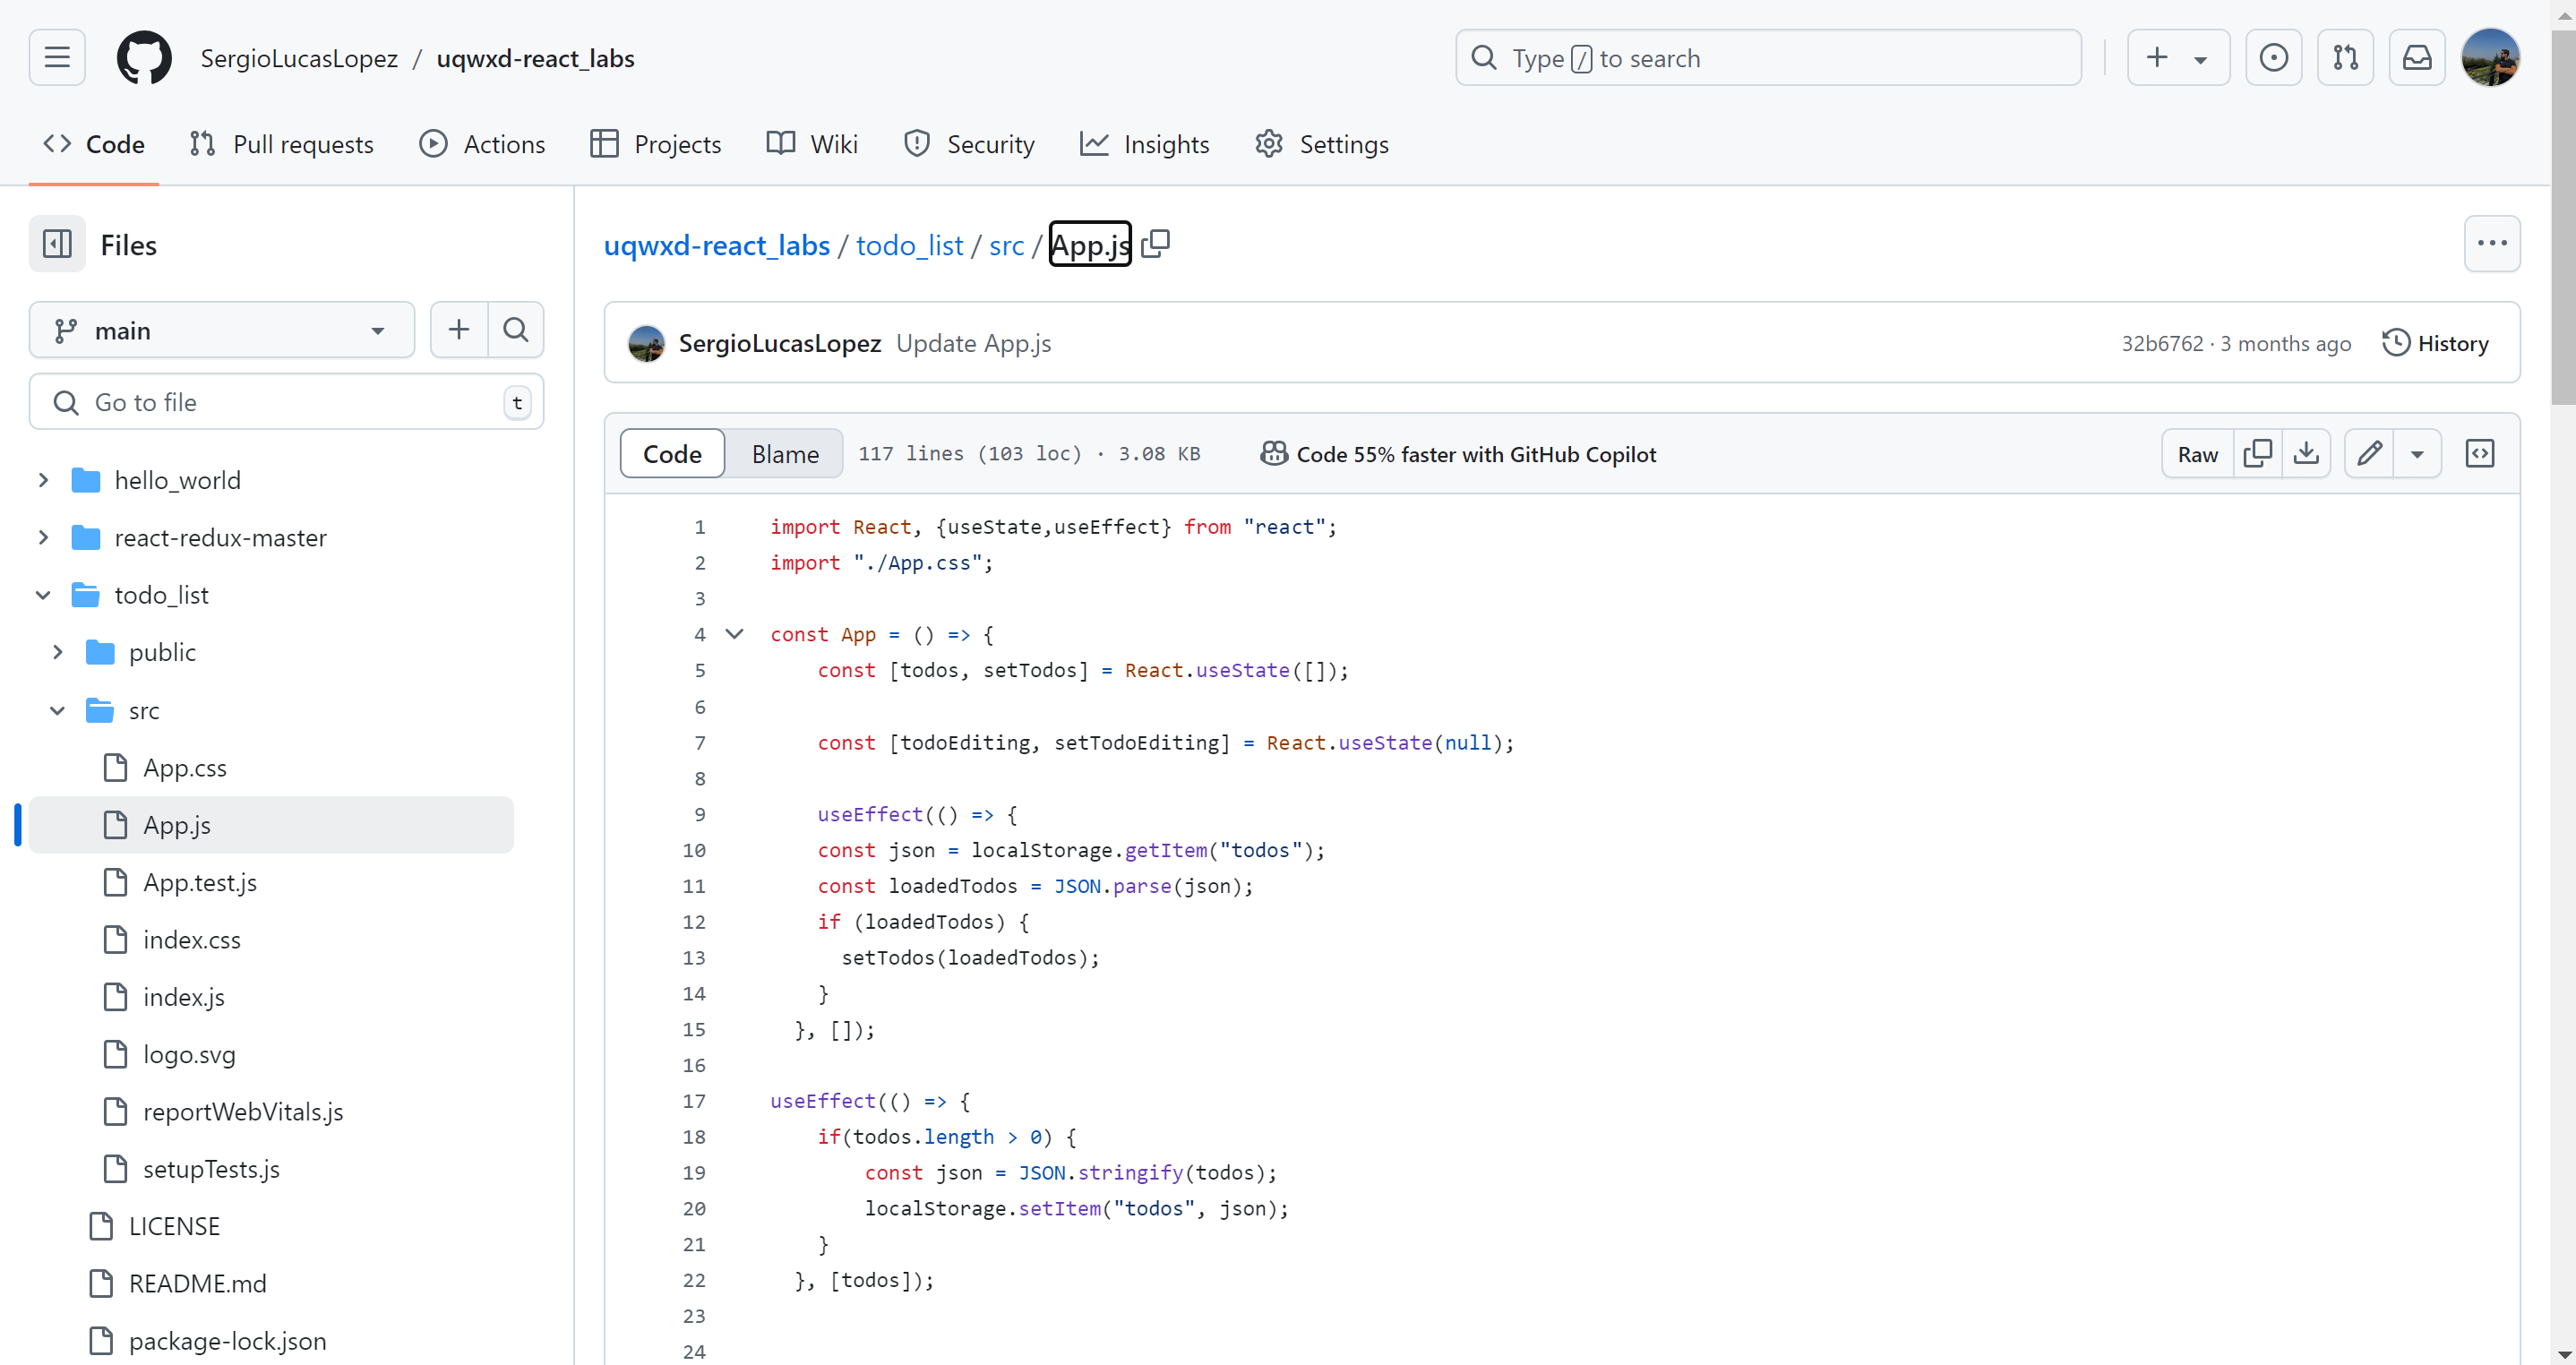 SergioLucasLopez / uqwxd-react_labs
Type / to search
Code Pull requests Actions Projects Wiki Security Insights Settings
Files
main
Go to file t
hello_world
react-redux-master
todo_list
public
src
App.css
App.js
App.test.js
index.css
index.js
logo.svg
reportWebVitals.js
setupTests.js
LICENSE
README.md
package-lock.json
uqwxd-react_labs / todo_list / src / App.js
SergioLucasLopez Update App.js 32b6762 · 3 months ago History
Code Blame 117 lines (103 loc) · 3.08 KB Code 55% faster with GitHub Copilot Raw
1 import React, {useState,useEffect} from "react";
2 import "./App.css";
3
4 const App = () => {
5 const [todos, setTodos] = React.useState([]);
6
7 const [todoEditing, setTodoEditing] = React.useState(null);
8
9 useEffect(() => {
10 const json = localStorage.getItem("todos");
11 const loadedTodos = JSON.parse(json);
12 if (loadedTodos) {
13 setTodos(loadedTodos);
14 }
15 }, []);
16
17 useEffect(() => {
18 if(todos.length > 0) {
19 const json = JSON.stringify(todos);
20 localStorage.setItem("todos", json);
21 }
22 }, [todos]);
23
24